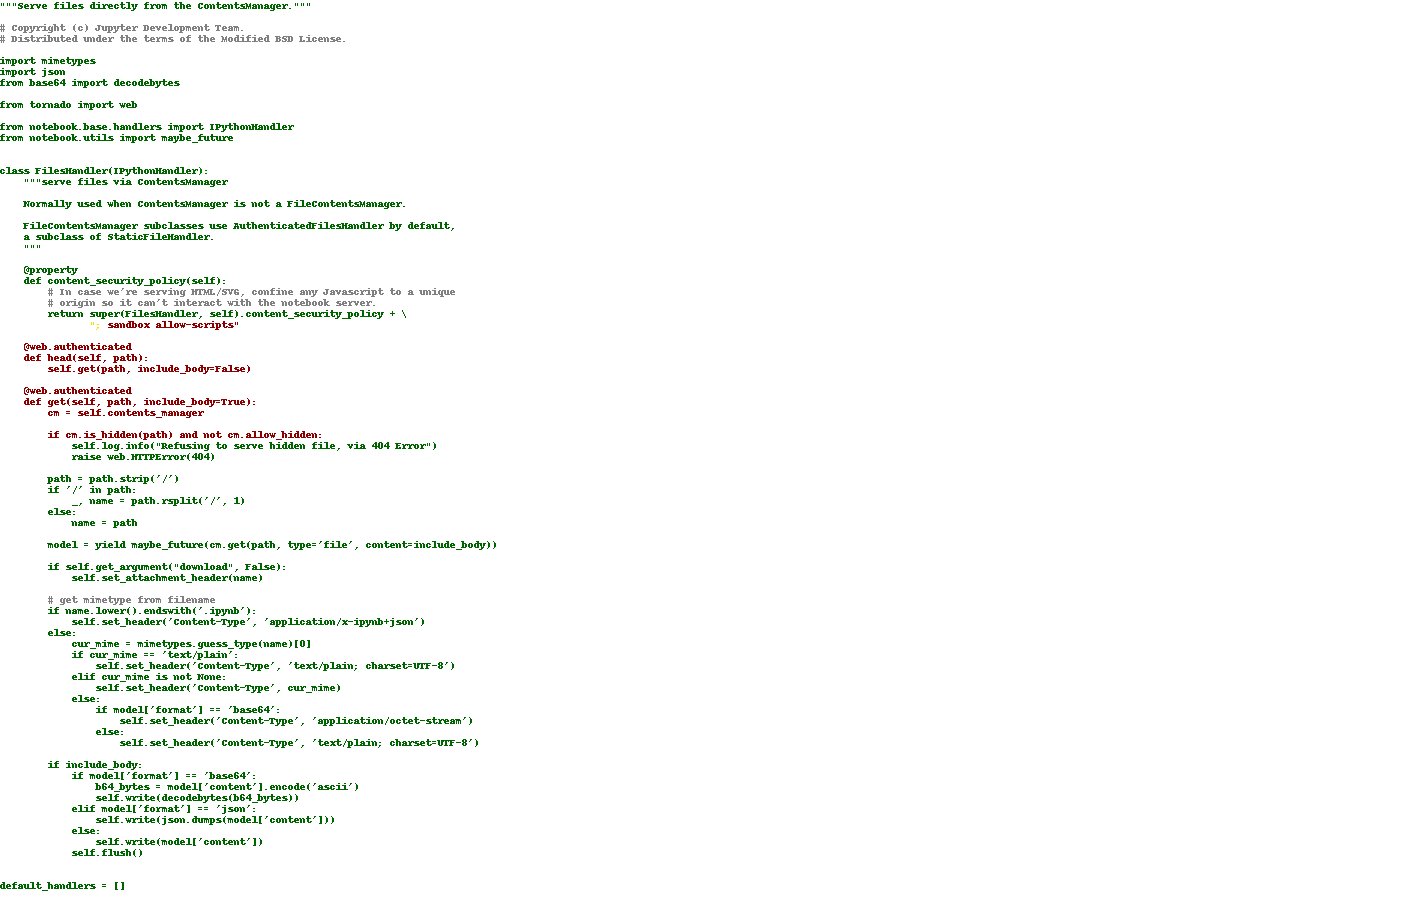 """Serve files directly from the ContentsManager."""
# Copyright (c) Jupyter Development Team.
# Distributed under the terms of the Modified BSD License.
import mimetypes
import json
from base64 import decodebytes
from tornado import web
from notebook.base.handlers import IPythonHandler
from notebook.utils import maybe_future
class FilesHandler(IPythonHandler):
    """serve files via ContentsManager
    Normally used when ContentsManager is not a FileContentsManager.
    FileContentsManager subclasses use AuthenticatedFilesHandler by default,
    a subclass of StaticFileHandler.
    """
    @property
    def content_security_policy(self):
        # In case we're serving HTML/SVG, confine any Javascript to a unique
        # origin so it can't interact with the notebook server.
        return super(FilesHandler, self).content_security_policy + \
               "; sandbox allow-scripts"
    @web.authenticated
    def head(self, path):
        self.get(path, include_body=False)
    @web.authenticated
    def get(self, path, include_body=True):
        cm = self.contents_manager
        if cm.is_hidden(path) and not cm.allow_hidden:
            self.log.info("Refusing to serve hidden file, via 404 Error")
            raise web.HTTPError(404)
        path = path.strip('/')
        if '/' in path:
            _, name = path.rsplit('/', 1)
        else:
            name = path
        model = yield maybe_future(cm.get(path, type='file', content=include_body))
        if self.get_argument("download", False):
            self.set_attachment_header(name)
        # get mimetype from filename
        if name.lower().endswith('.ipynb'):
            self.set_header('Content-Type', 'application/x-ipynb+json')
        else:
            cur_mime = mimetypes.guess_type(name)[0]
            if cur_mime == 'text/plain':
                self.set_header('Content-Type', 'text/plain; charset=UTF-8')
            elif cur_mime is not None:
                self.set_header('Content-Type', cur_mime)
            else:
                if model['format'] == 'base64':
                    self.set_header('Content-Type', 'application/octet-stream')
                else:
                    self.set_header('Content-Type', 'text/plain; charset=UTF-8')
        if include_body:
            if model['format'] == 'base64':
                b64_bytes = model['content'].encode('ascii')
                self.write(decodebytes(b64_bytes))
            elif model['format'] == 'json':
                self.write(json.dumps(model['content']))
            else:
                self.write(model['content'])
            self.flush()
default_handlers = []